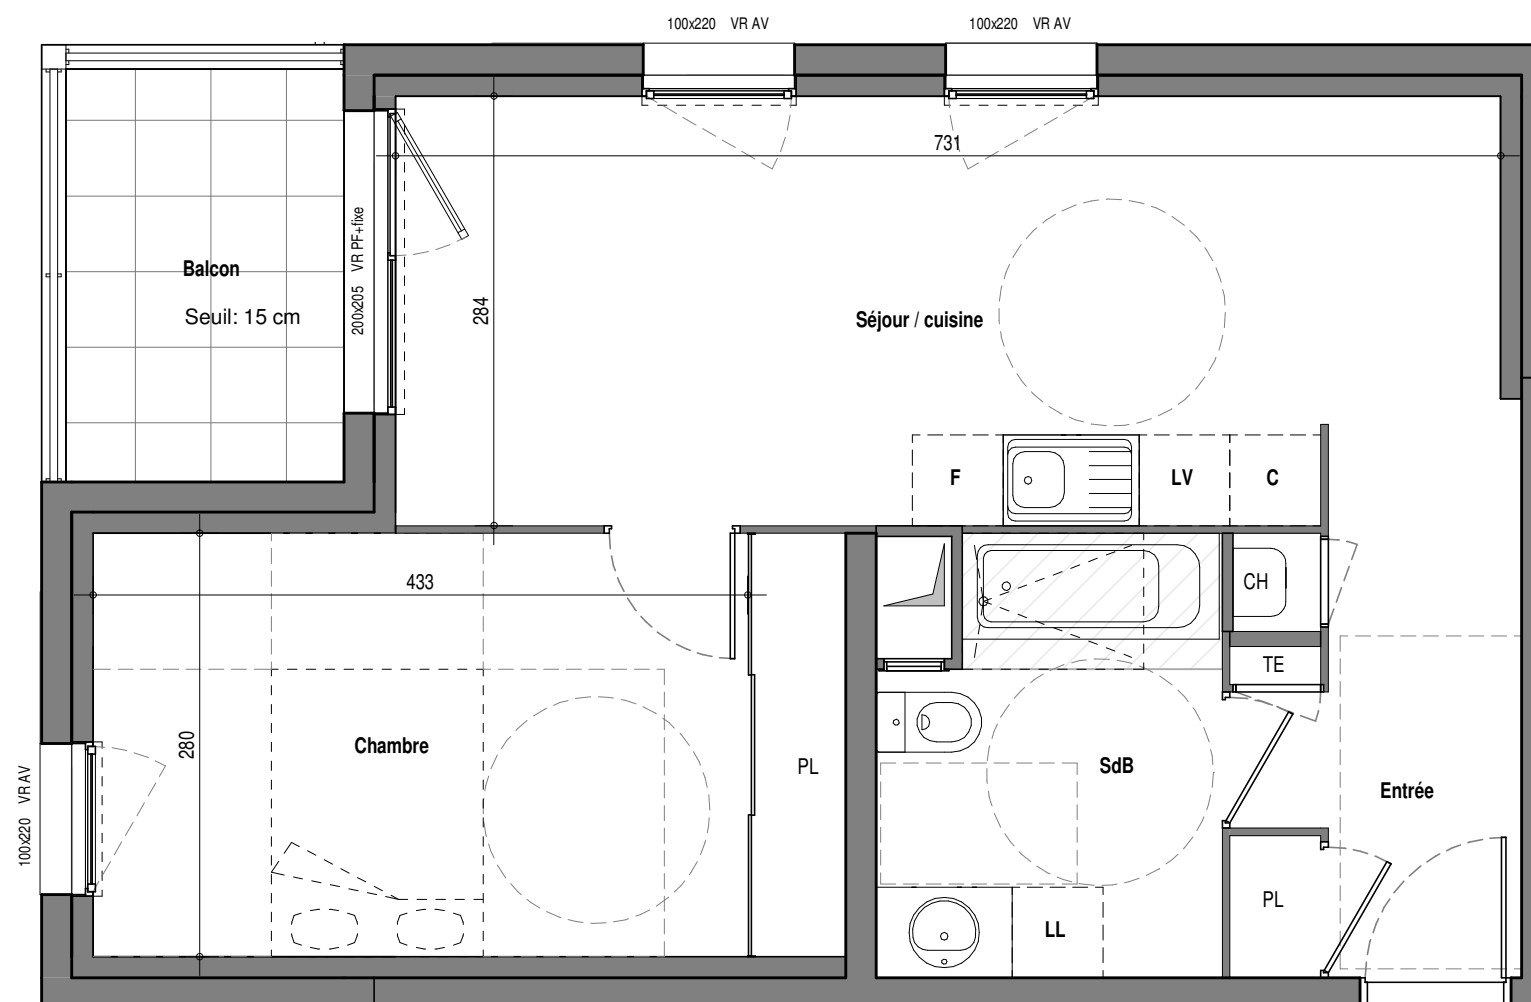 100x220 VR AV
100x220 VR AV
731
Balcon
Seuil: 15 cm
200x205 VR PF+fixe
284
Séjour / cuisine
F
LV
C
433
CH
TE
280
Chambre
PL
SdB
Entrée
100x220 VR AV
PL
LL